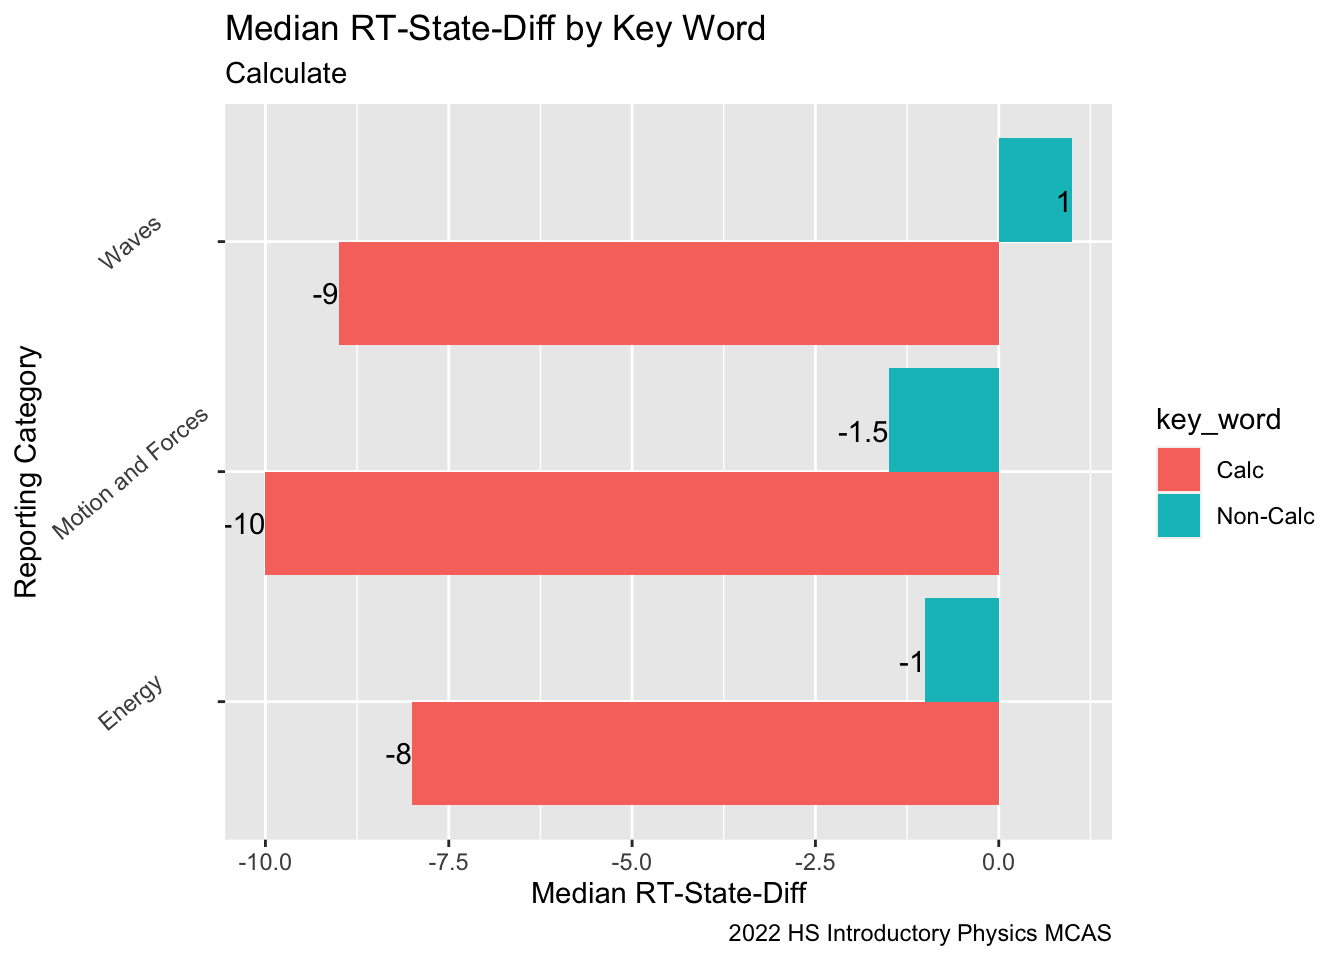 Median RT-State-Diff by Key Word
Calculate
Reporting Category
Waves
Motion and Forces
Energy
1
-9
-1.5
-10
-1
-8
-10.0 -7.5 -5.0 -2.5 0.0
Median RT-State-Diff
key_word
Calc
Non-Calc
2022 HS Introductory Physics MCAS